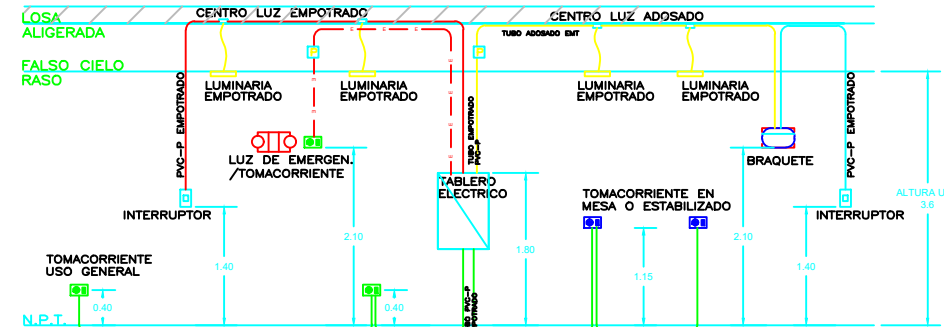 LOSA
ALIGERADA
CENTRO LUZ EMPOTRADO
CENTRO LUZ ADOSADO
TUBO ADOSADO EMT
FALSO CIELO
RASO
P
P
LUMINARIA
EMPOTRADO
LUMINARIA
EMPOTRADO
LUMINARIA
EMPOTRADO
LUMINARIA
EMPOTRADO
PVC-P EMPOTRADO
TUBO EMPOTRADO
PVC-P
PVC-P EMPOTRADO
LUZ DE EMERGEN.
/TOMACORRIENTE
BRAQUETE
TABLERO
ELECTRICO
TOMACORRIENTE EN
MESA O ESTABILIZADO
ALTURA U
3.6
INTERRUPTOR
INTERRUPTOR
2.10
1.80
2.10
1.40
1.15
1.40
TOMACORRIENTE
USO GENERAL
0.40
0.40
PVC-P
N.P.T.